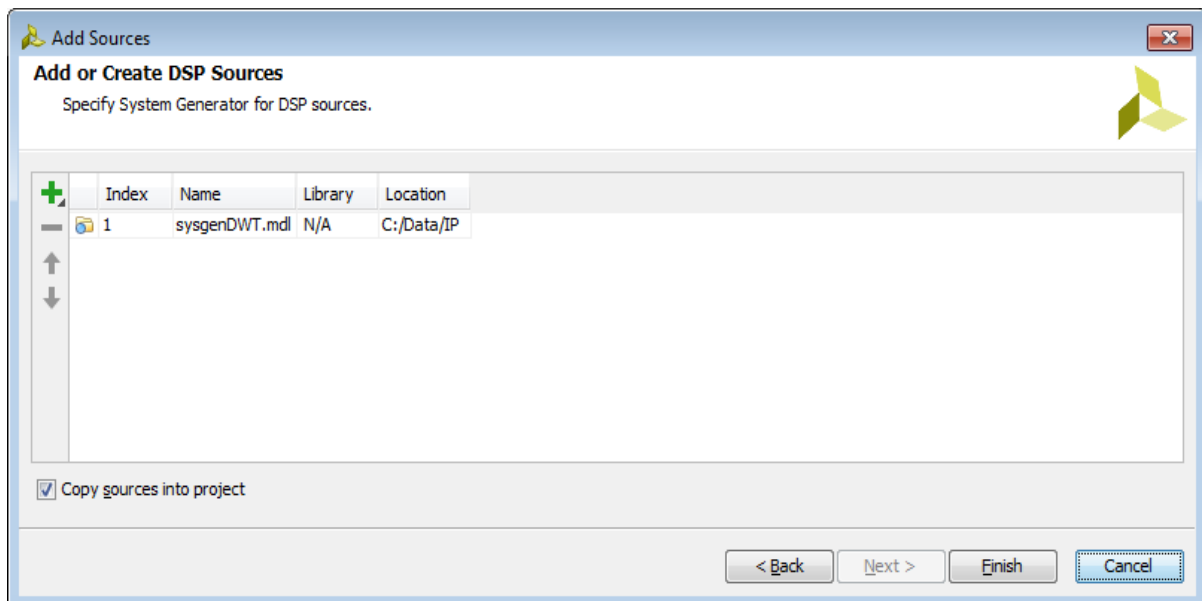 Add Sources
Add or Create DSP Sources
Specify System Generator for DSP sources.
Index Name Library Location
1 sysgenDWT.mdl N/A C:/Data/IP
Copy sources into project
< Back Next > Finish Cancel